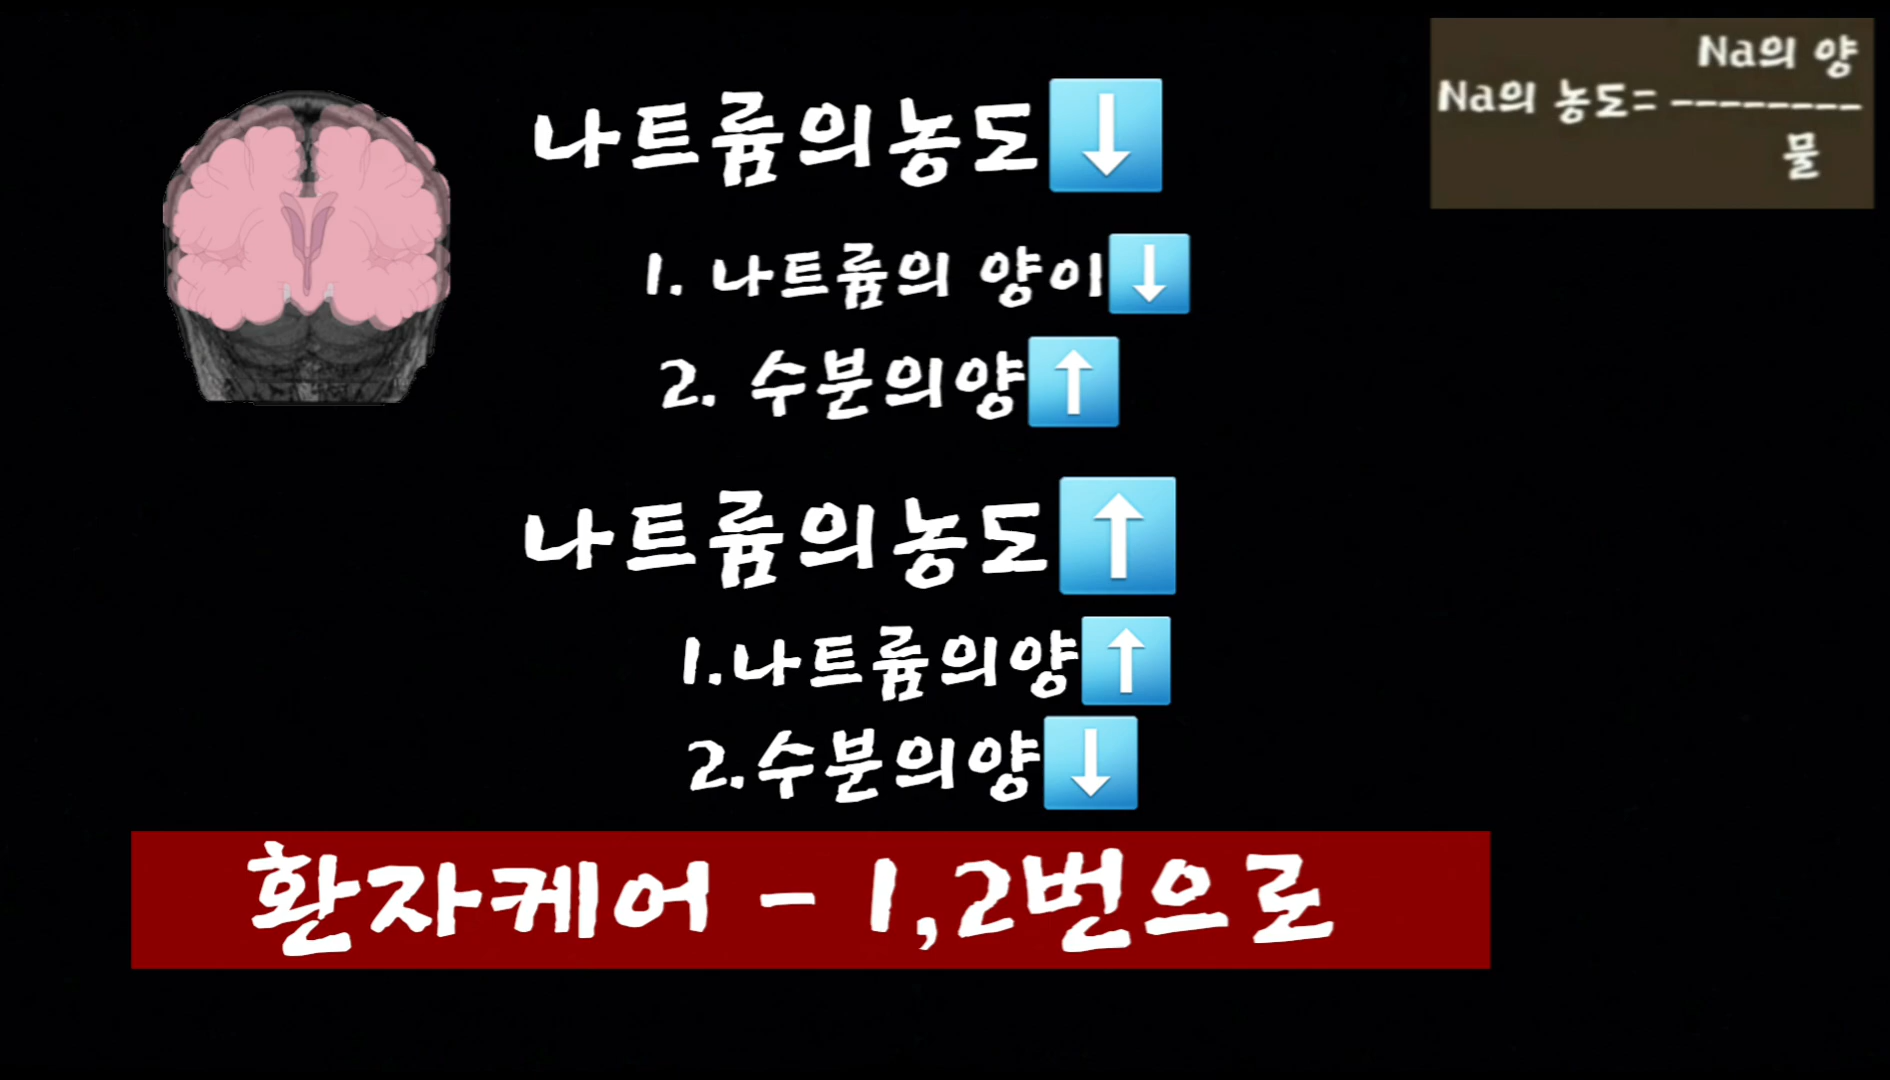 나트륨의농도⬇️
1. 나트륨의 양이⬇️
2. 수분의양⬆️
나트륨의농도⬆️
1.나트륨의양⬆️
2.수분의양⬇️
환자케어 - 1,2번으로
Na의 양
Na의 농도= --------
물